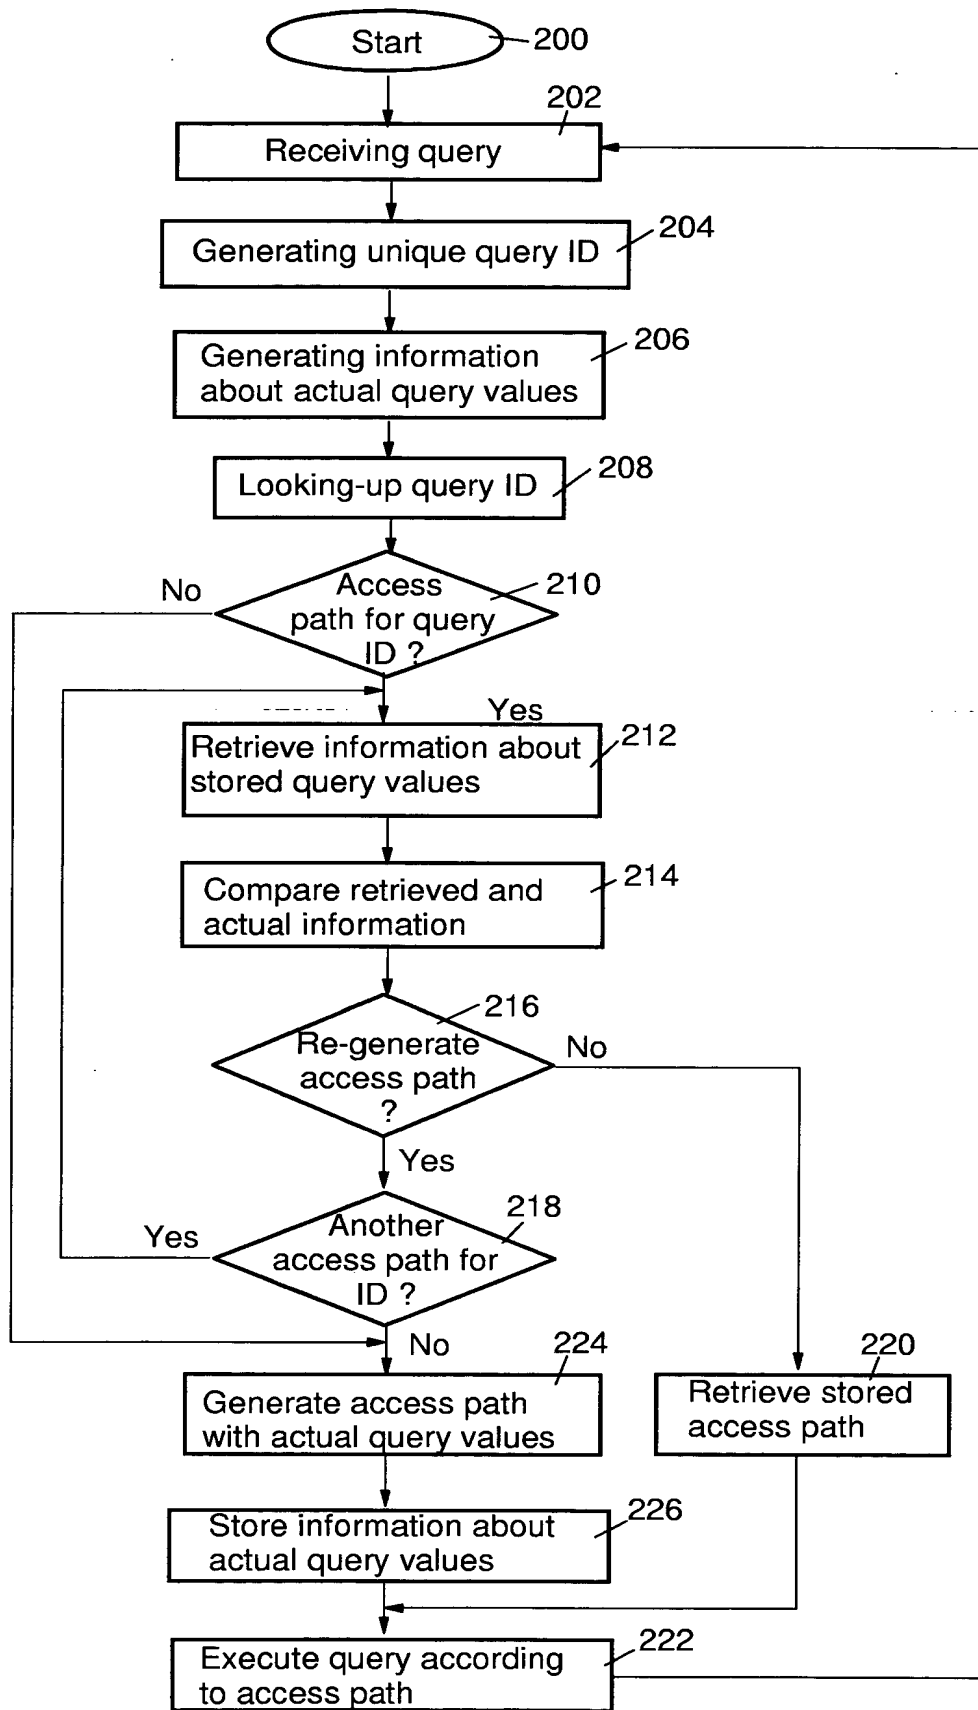 Start
200
202
Receiving query
204
Generating unique query ID
206
Generating information
about actual query values
208
Looking-up query ID
No
210
Access
path for query
ID ?
Yes
212
Retrieve information about
stored query values
214
Compare retrieved and
actual information
216
Re-generate
access path
?
No
Yes
218
Another
access path for
ID ?
Yes
No
224
Generate access path
with actual query values
220
Retrieve stored
access path
226
Store information about
actual query values
222
Execute query according
to access path